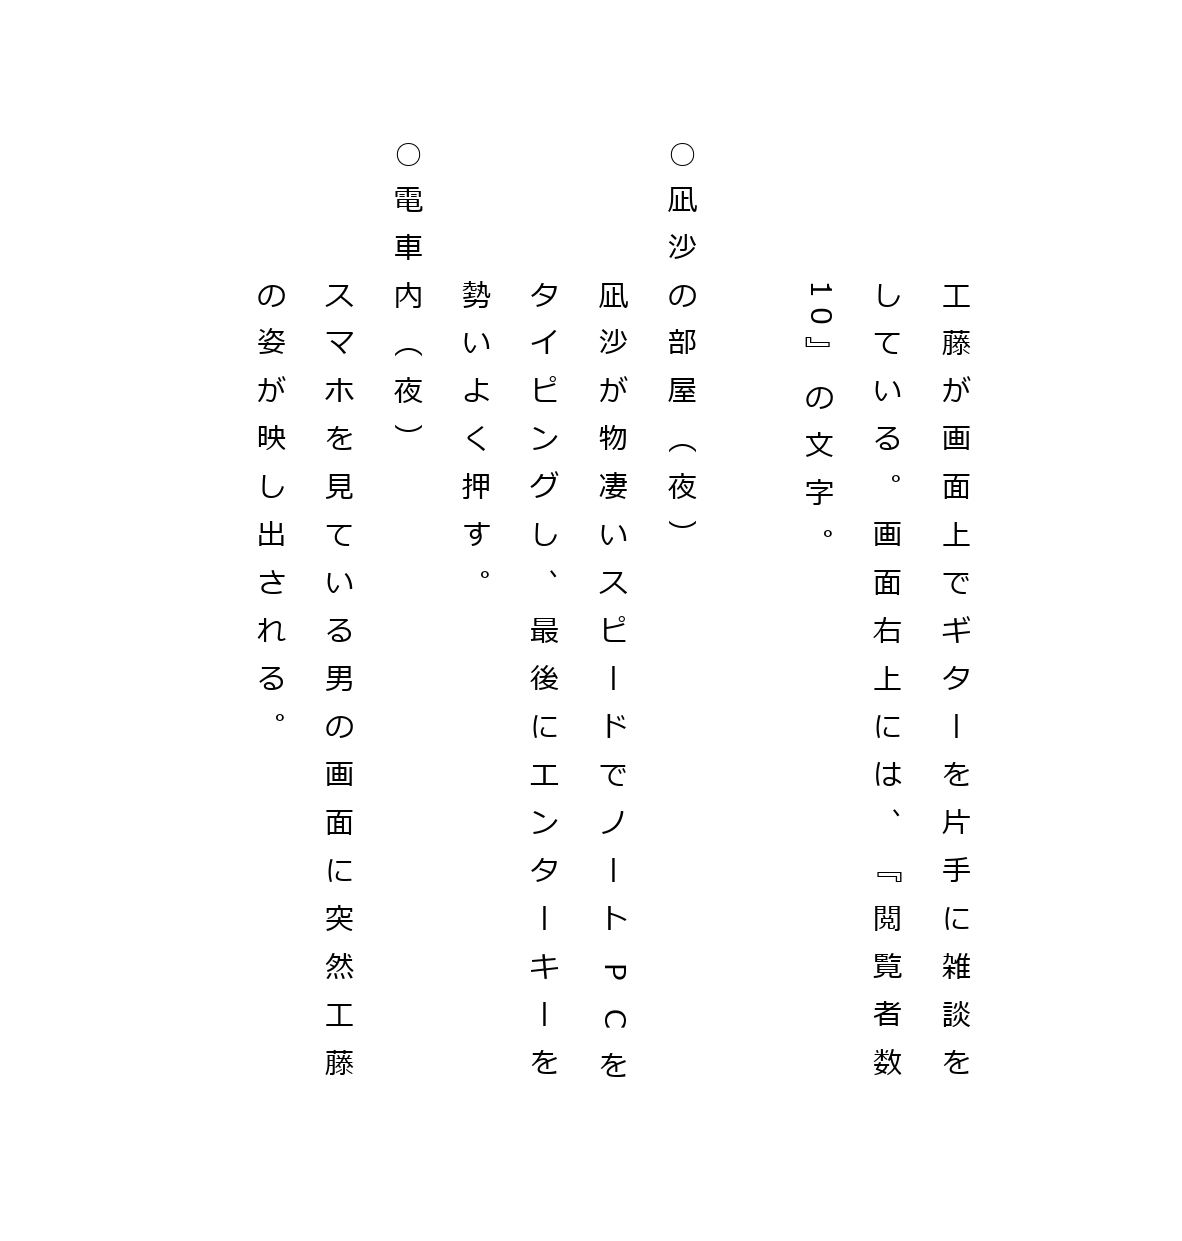 工藤が画面上でギターを片手に雑談を
している。画面右上には、『閲覧者数
10』の文字。
〇凪沙の部屋（夜）
凪沙が物凄いスピードでノートPCを
タイピングし、最後にエンターキーを
勢いよく押す。
〇電車内（夜）
スマホを見ている男の画面に突然工藤
の姿が映し出される。